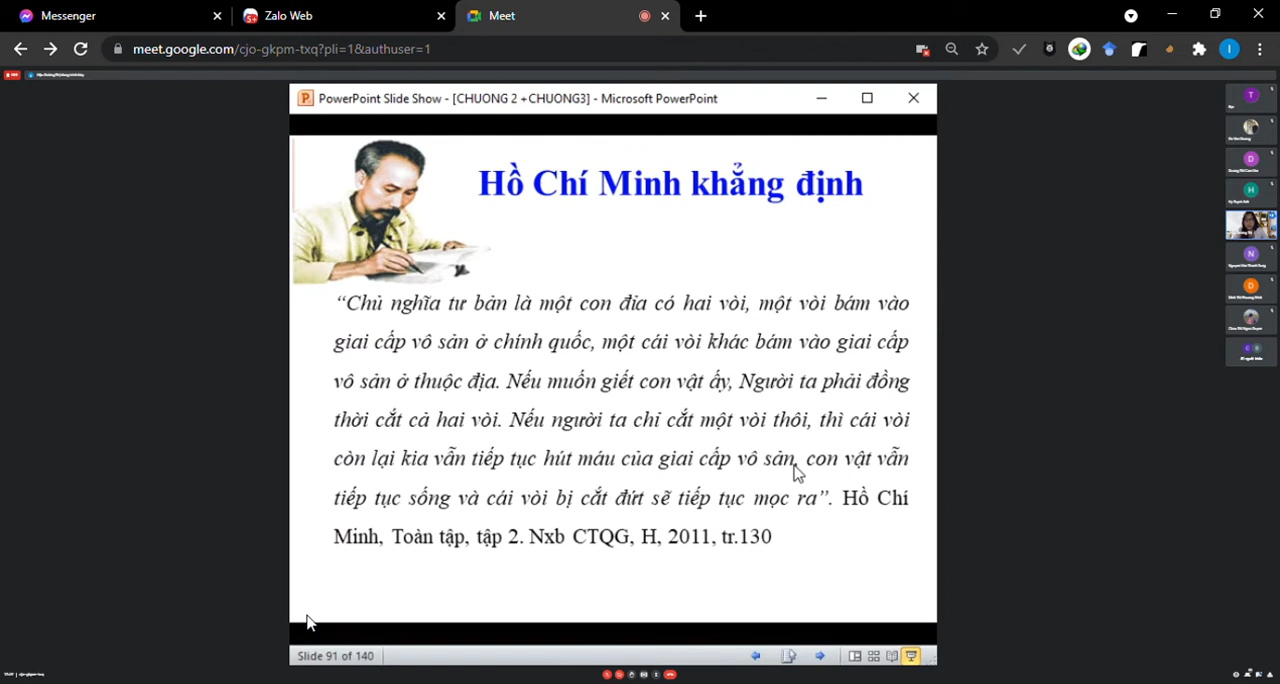 Messenger
Zalo Web
Meet
meet.google.com/cjo-gkpm-txq?pli=1&authuser=1
PowerPoint Slide Show - [CHUONG 2 +CHUONG3] - Microsoft PowerPoint
Hồ Chí Minh khẳng định
“Chủ nghĩa tư bản là một con đỉa có hai vòi, một vòi bám vào
giai cấp vô sản ở chính quốc, một cái vòi khác bám vào giai cấp
vô sản ở thuộc địa. Nếu muốn giết con vật ấy, Người ta phải đồng
thời cắt cả hai vòi. Nếu người ta chỉ cắt một vòi thôi, thì cái vòi
còn lại kia vẫn tiếp tục hút máu của giai cấp vô sản, con vật vẫn
tiếp tục sống và cái vòi bị cắt đứt sẽ tiếp tục mọc ra”. Hồ Chí
Minh, Toàn tập, tập 2. Nxb CTQG, H, 2011, tr.130
Slide 91 of 140